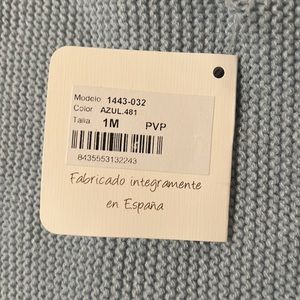 Modelo 1443-032
Color AZUL.481
Talla 1M PVP
8435553132243
Fabricado integramente
en España